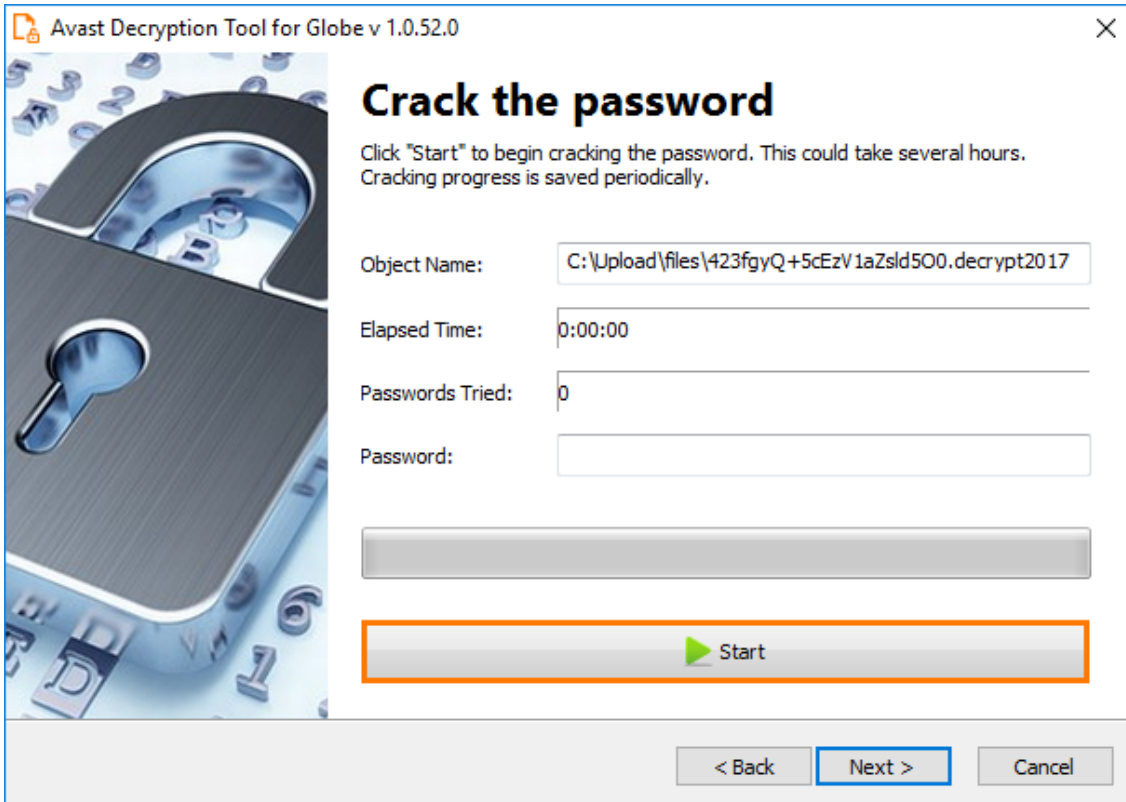 Avast Decryption Tool for Globe v 1.0.52.0
Crack the password
Click "Start" to begin cracking the password. This could take several hours.
Cracking progress is saved periodically.
Object Name: C:\Upload\files\423fgyQ+5cEzV1aZsld5O0.decrypt2017
Elapsed Time: 0:00:00
Passwords Tried: 0
Password:
Start
< Back Next > Cancel